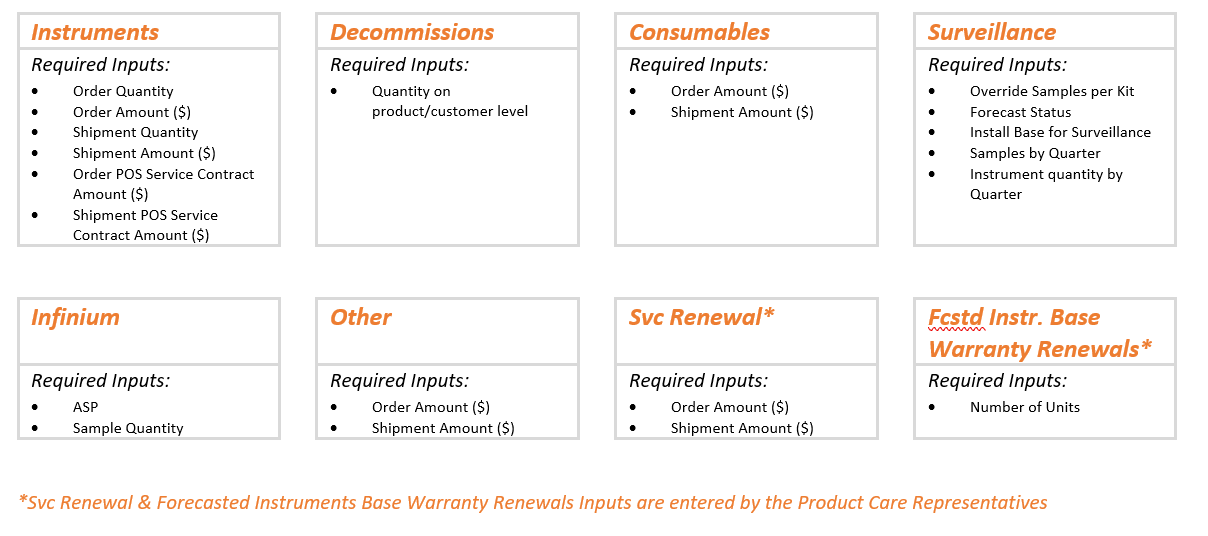 Instruments
Required Inputs:
• Order Quantity
• Order Amount ($)
• Shipment Quantity
• Shipment Amount ($)
• Order POS Service Contract
Amount ($)
• Shipment POS Service
Contract Amount ($)
Decommissions
Required Inputs:
• Quantity on
product/customer level
Consumables
Required Inputs:
• Order Amount ($)
• Shipment Amount ($)
Surveillance
Required Inputs:
• Override Samples per Kit
• Forecast Status
• Install Base for Surveillance
• Samples by Quarter
• Instrument quantity by
Quarter
Infinium
Required Inputs:
• ASP
• Sample Quantity
Other
Required Inputs:
• Order Amount ($)
• Shipment Amount ($)
Svc Renewal*
Required Inputs:
• Order Amount ($)
• Shipment Amount ($)
Fcstd Instr. Base
Warranty Renewals*
Required Inputs:
• Number of Units
*Svc Renewal & Forecasted Instruments Base Warranty Renewals Inputs are entered by the Product Care Representatives